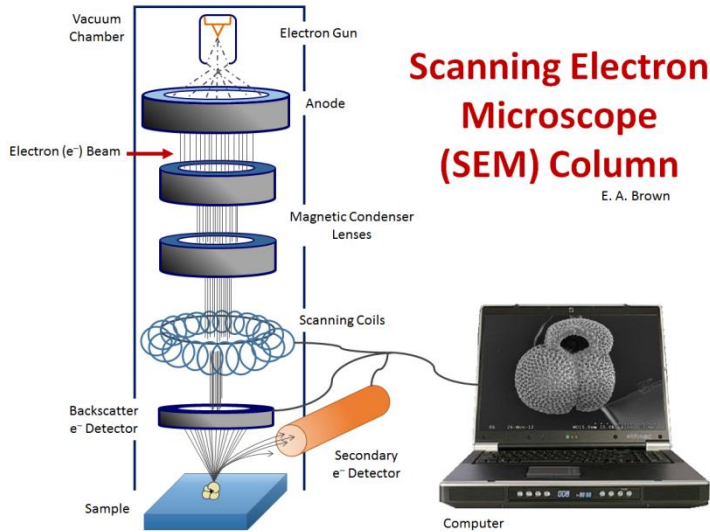 Vacuum
Chamber
Electron Gun
Scanning Electron
Microscope
(SEM) Column
E. A. Brown
Anode
Electron (e⁻) Beam
Magnetic Condenser
Lenses
Scanning Coils
Backscatter
e⁻ Detector
Secondary
e⁻ Detector
Sample
Computer